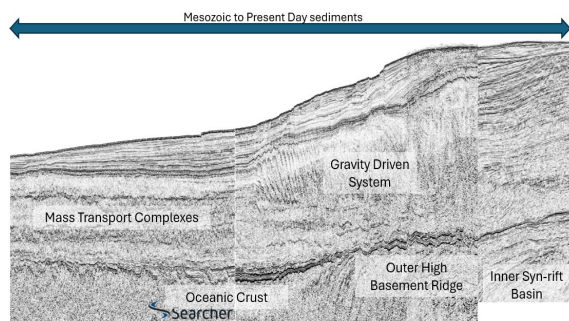 Mesozoic to Present Day sediments
Gravity Driven
System
Mass Transport Complexes
Outer High
Basement Ridge
Inner Syn-rift
Basin
Oceanic Crust
Searcher